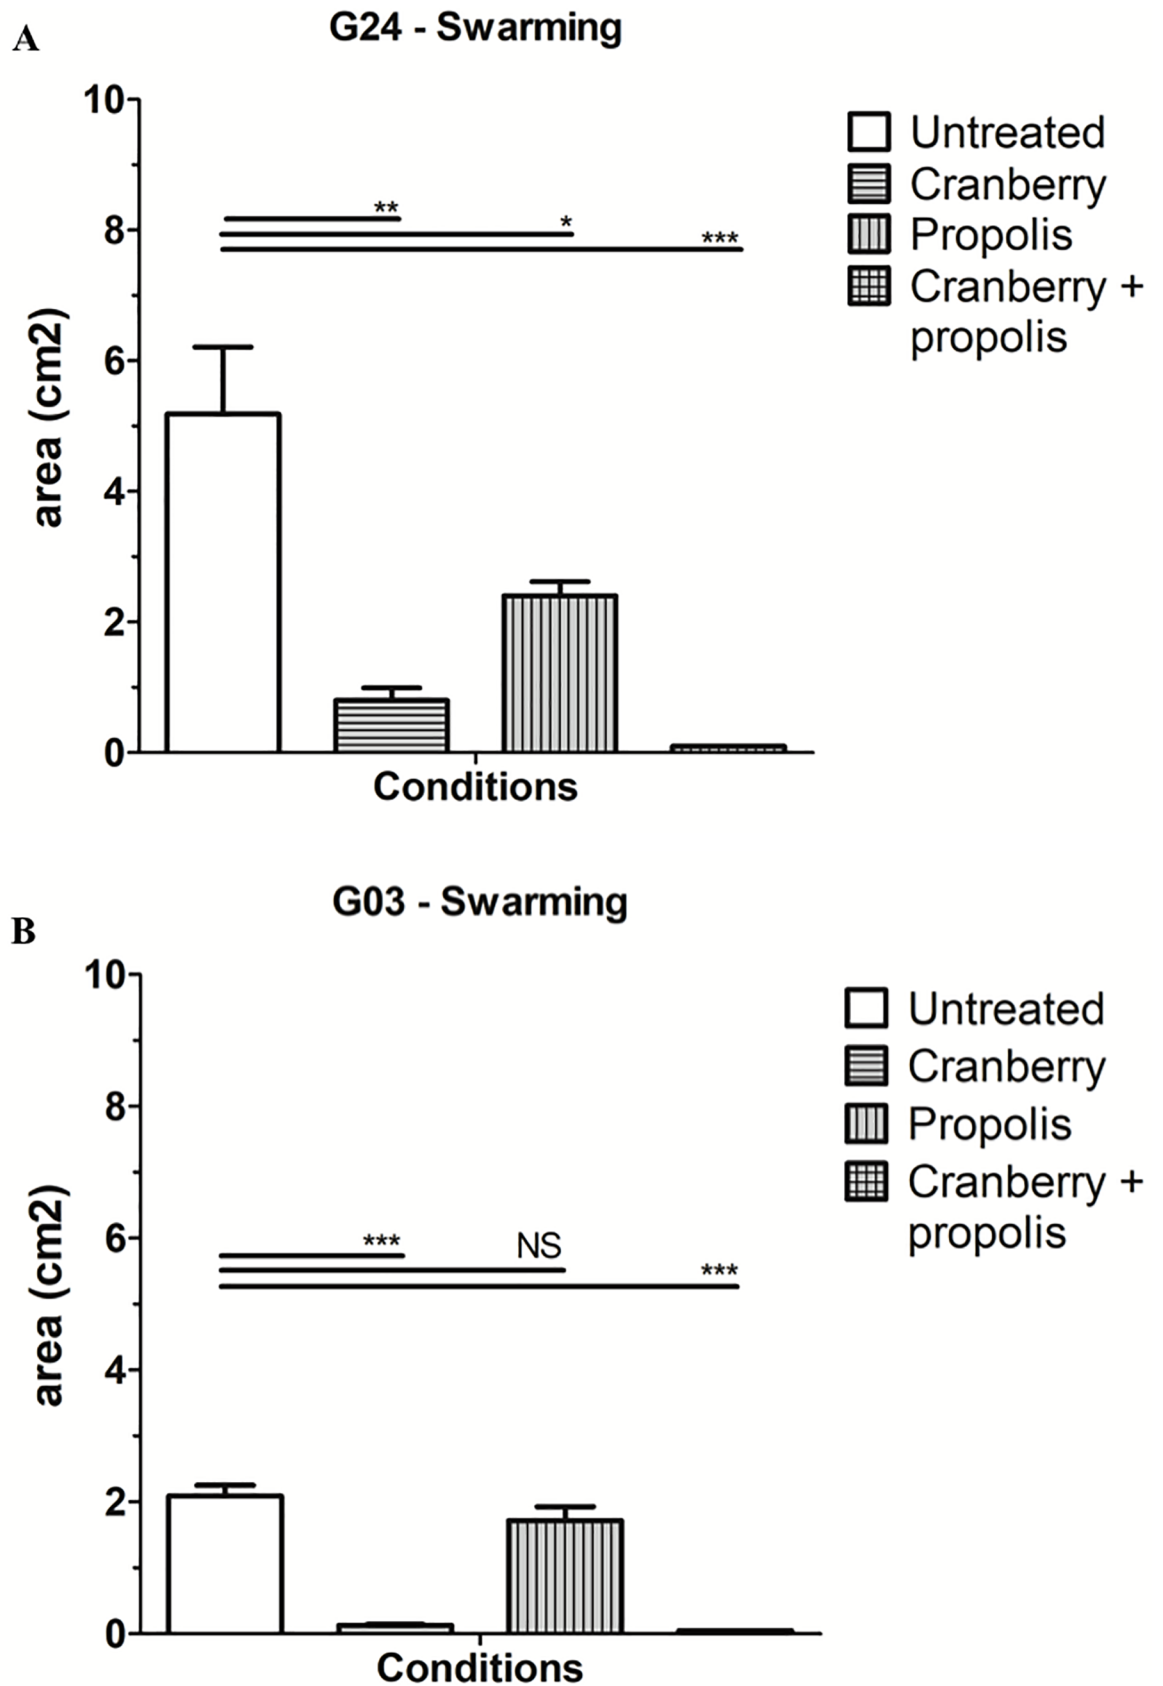 A
G24 - Swarming
10
8
6
4
2
0
area (cm2)
**
*
***
Conditions
Untreated
Cranberry
Propolis
Cranberry +
propolis
B
G03 - Swarming
10
8
6
4
2
0
area (cm2)
***
NS
***
Conditions
Untreated
Cranberry
Propolis
Cranberry +
propolis